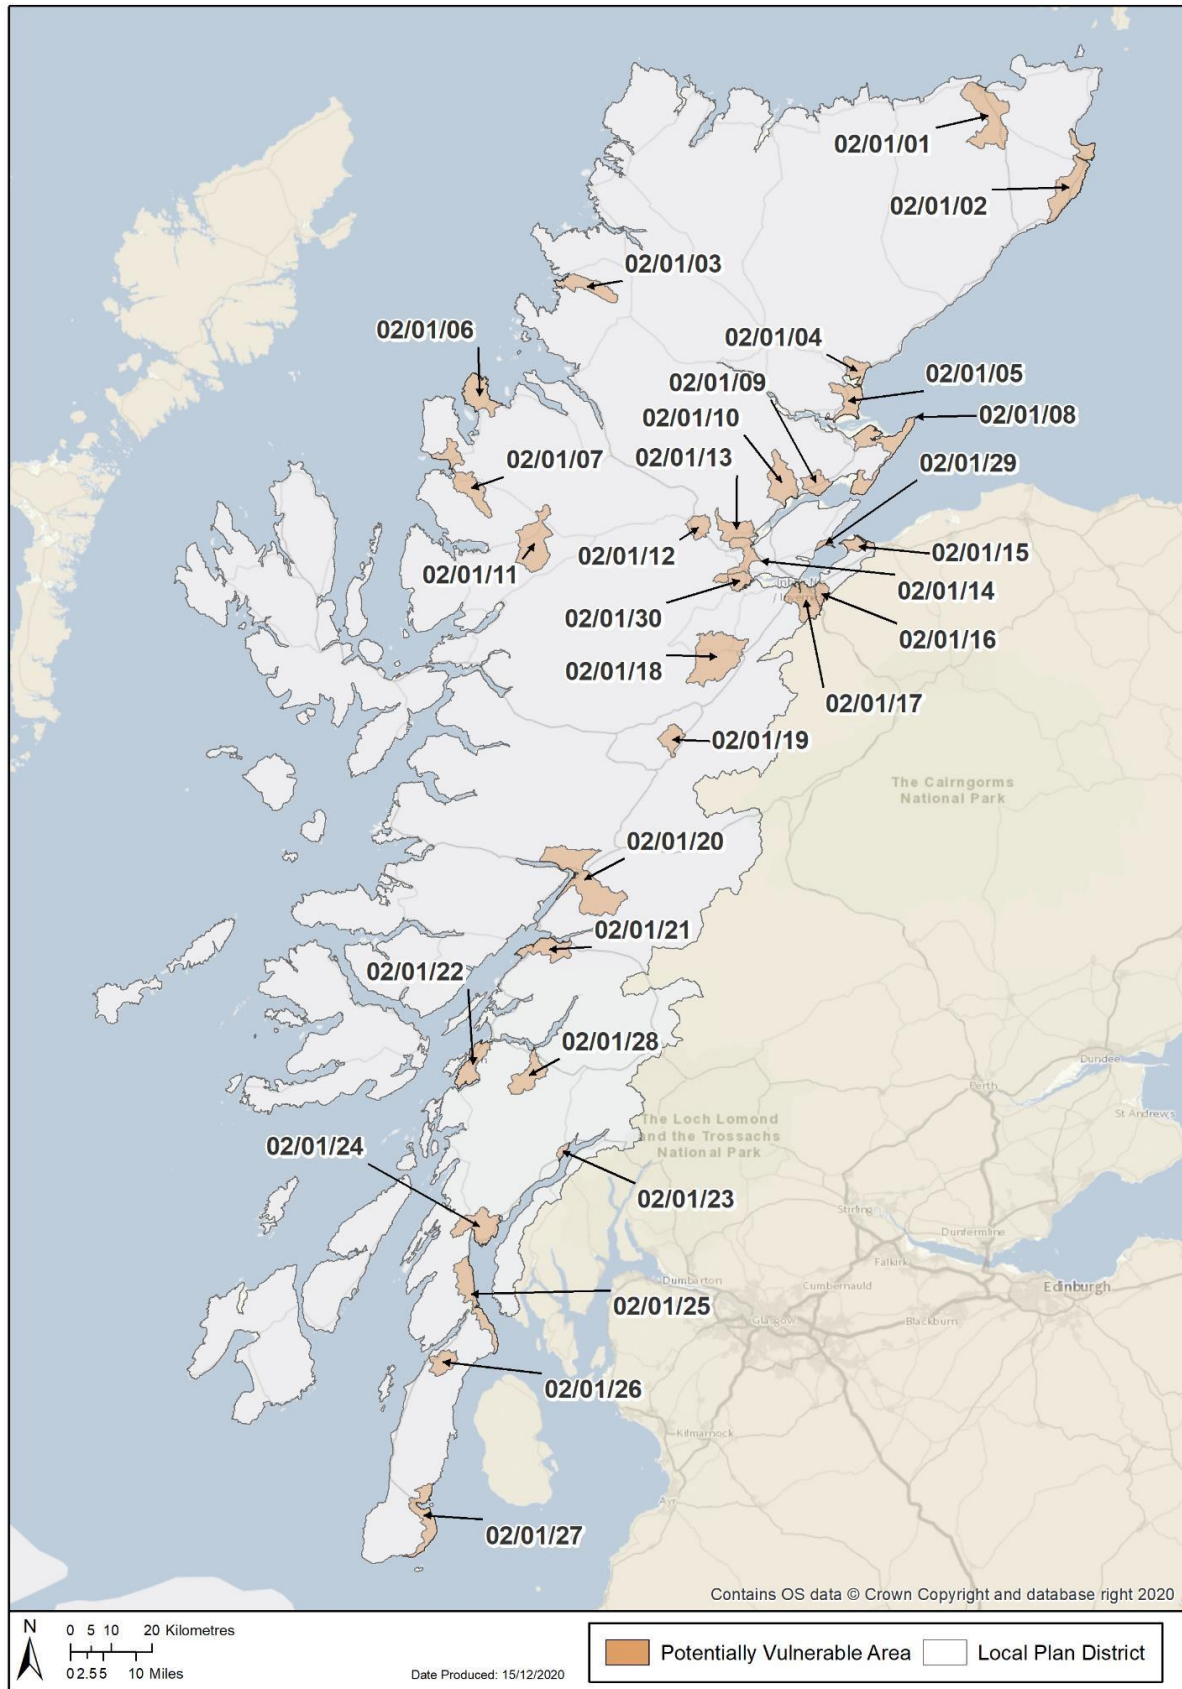 02/01/01
02/01/02
02/01/03
02/01/06
02/01/04
02/01/09
02/01/05
02/01/10
02/01/08
02/01/13
02/01/07
02/01/29
02/01/12
02/01/15
02/01/11
02/01/14
02/01/30
02/01/16
02/01/18
02/01/17
02/01/19
The Cairngorms
National Park
02/01/20
02/01/21
02/01/22
02/01/28
Dundee
Perth
St Andrews
The Loch Lomond
and the Trossachs
National Park
02/01/24
02/01/23
Stirling
Dunfermline
Falkirk
Dumbarton
Cumbernauld
Edinburgh
02/01/25
Glasgow
Blackburn
02/01/26
Kilmarnock
Ayr
02/01/27
Contains OS data © Crown Copyright and database right 2020
N
0 5 10 20 Kilometres
0 2.5 5 10 Miles
Date Produced: 15/12/2020
Potentially Vulnerable Area
Local Plan District